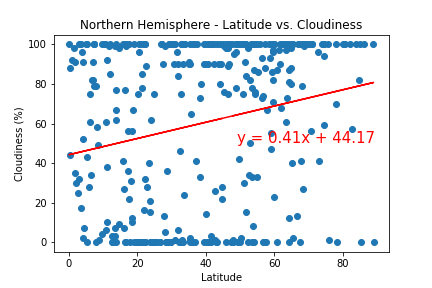 Northern Hemisphere - Latitude vs. Cloudiness
100
80
60
40
20
0
Cloudiness (%)
y = 0.41x + 44.17
0
20
40
60
80
Latitude